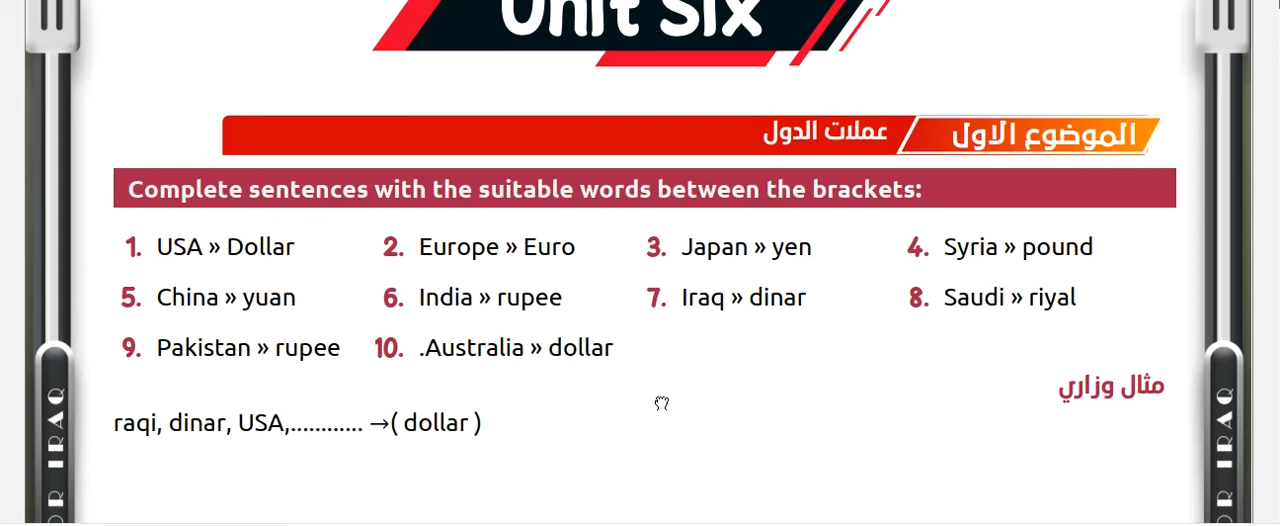 Unit Six
الموضوع الاول عملات الدول
Complete sentences with the suitable words between the brackets:
1. USA » Dollar 2. Europe » Euro 3. Japan » yen 4. Syria » pound
5. China » yuan 6. India » rupee 7. Iraq » dinar 8. Saudi » riyal
9. Pakistan » rupee 10. .Australia » dollar
مثال وزاري
raqi, dinar, USA,............ →( dollar )
OR IRAQ
OR IRAQ